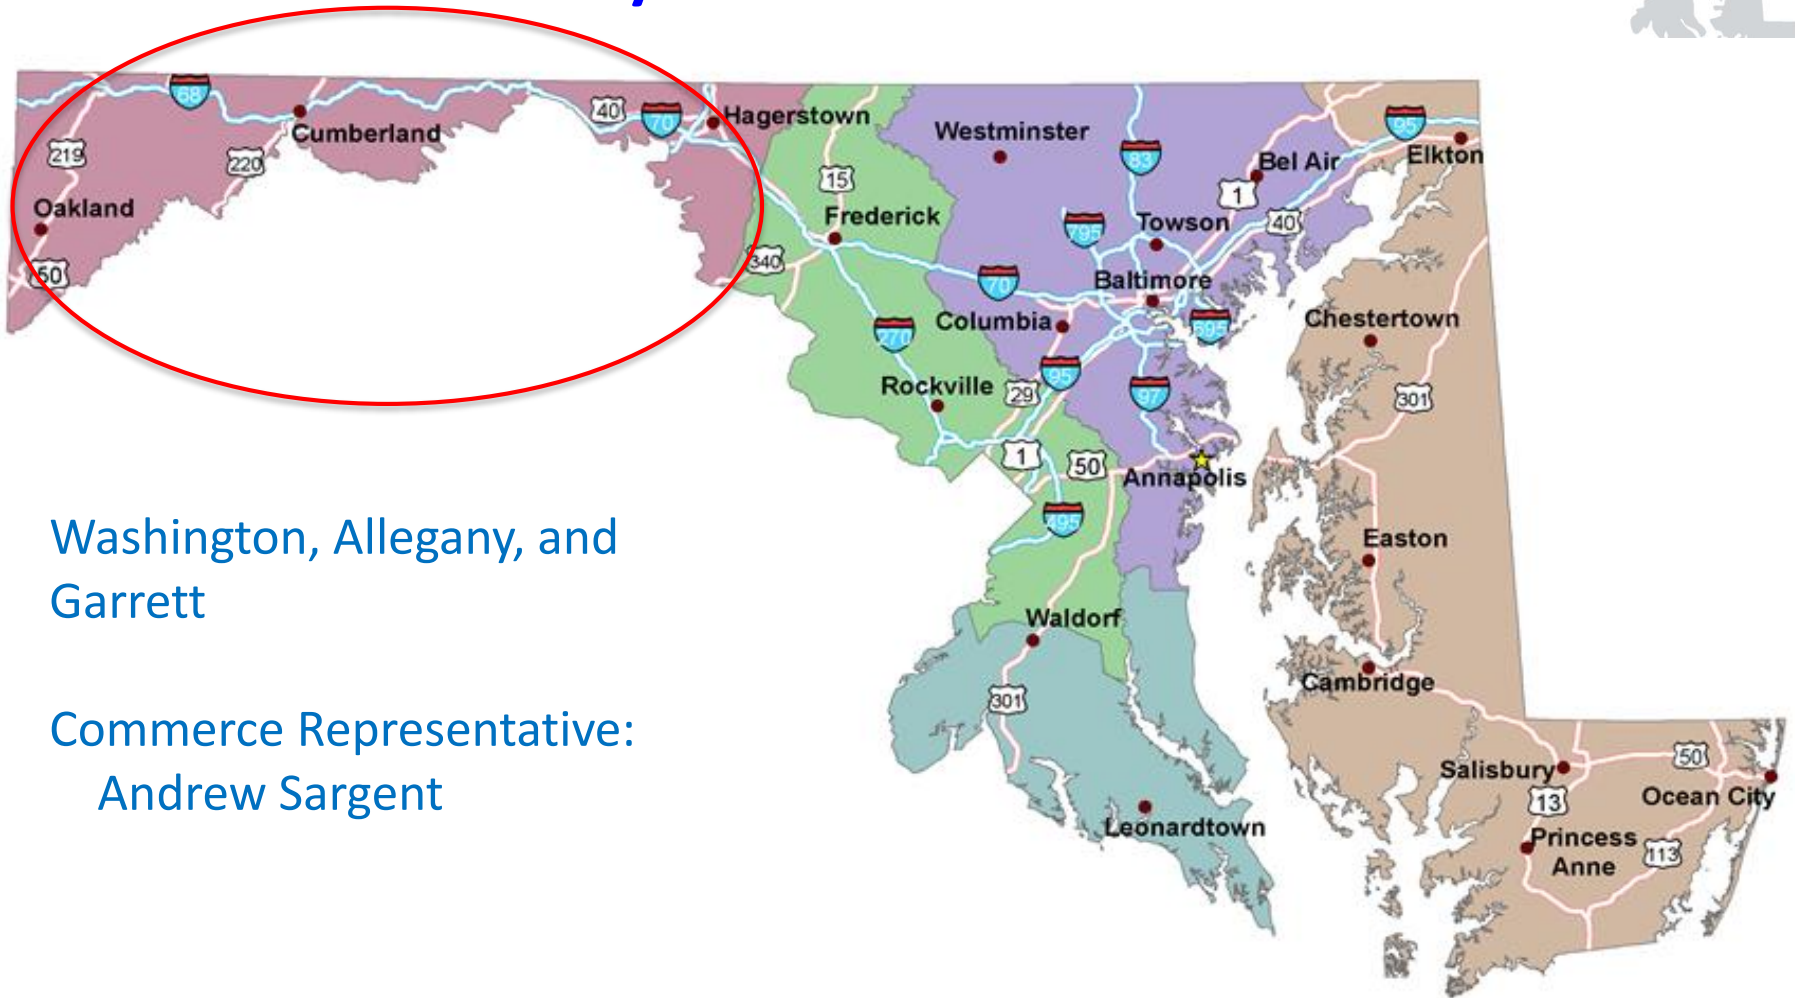 68
40
70
Hagerstown
Cumberland
219
220
Oakland
50
15
Frederick
340
Westminster
83
Bel Air
95
Elkton
1
40
795
Towson
Baltimore
70
Columbia
695
270
Rockville
29
95
97
Chestertown
301
1
50
Annapolis
495
Easton
Waldorf
Cambridge
301
Salisbury
50
13
Ocean City
Leonardtown
Princess
Anne
113
Washington, Allegany, and
Garrett
Commerce Representative:
Andrew Sargent